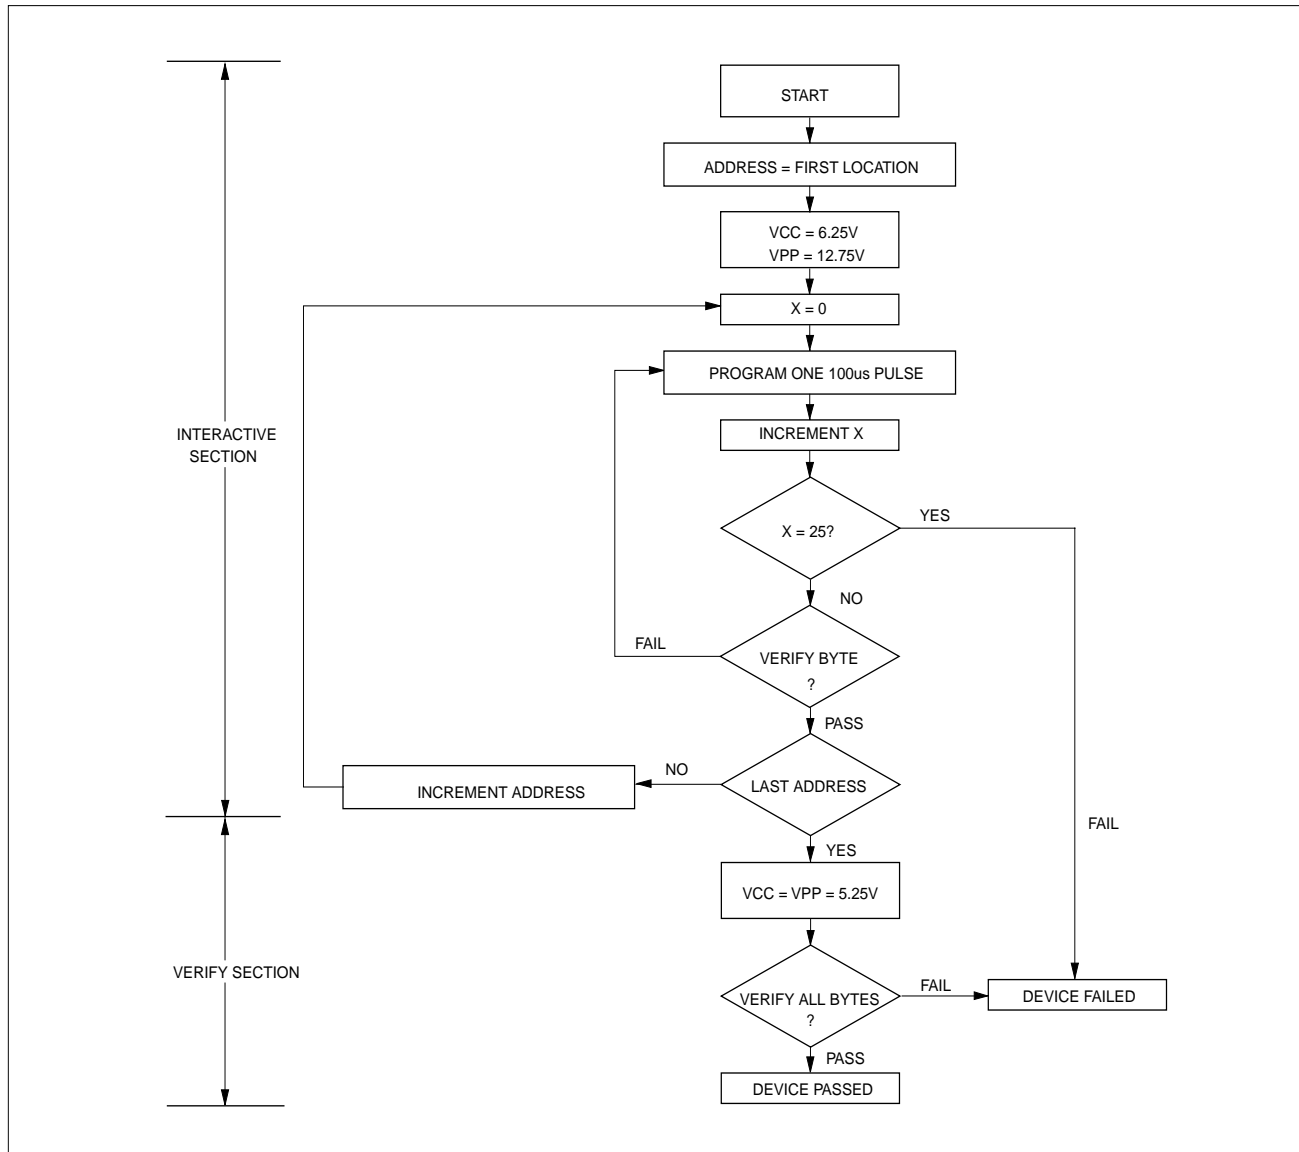 START
ADDRESS = FIRST LOCATION
VCC = 6.25V
VPP = 12.75V
X = 0
PROGRAM ONE 100us PULSE
INTERACTIVE
SECTION
INCREMENT X
X = 25?
YES
NO
FAIL
VERIFY BYTE
?
PASS
NO
LAST ADDRESS
INCREMENT ADDRESS
FAIL
YES
VCC = VPP = 5.25V
VERIFY SECTION
FAIL
VERIFY ALL BYTES
?
DEVICE FAILED
PASS
DEVICE PASSED